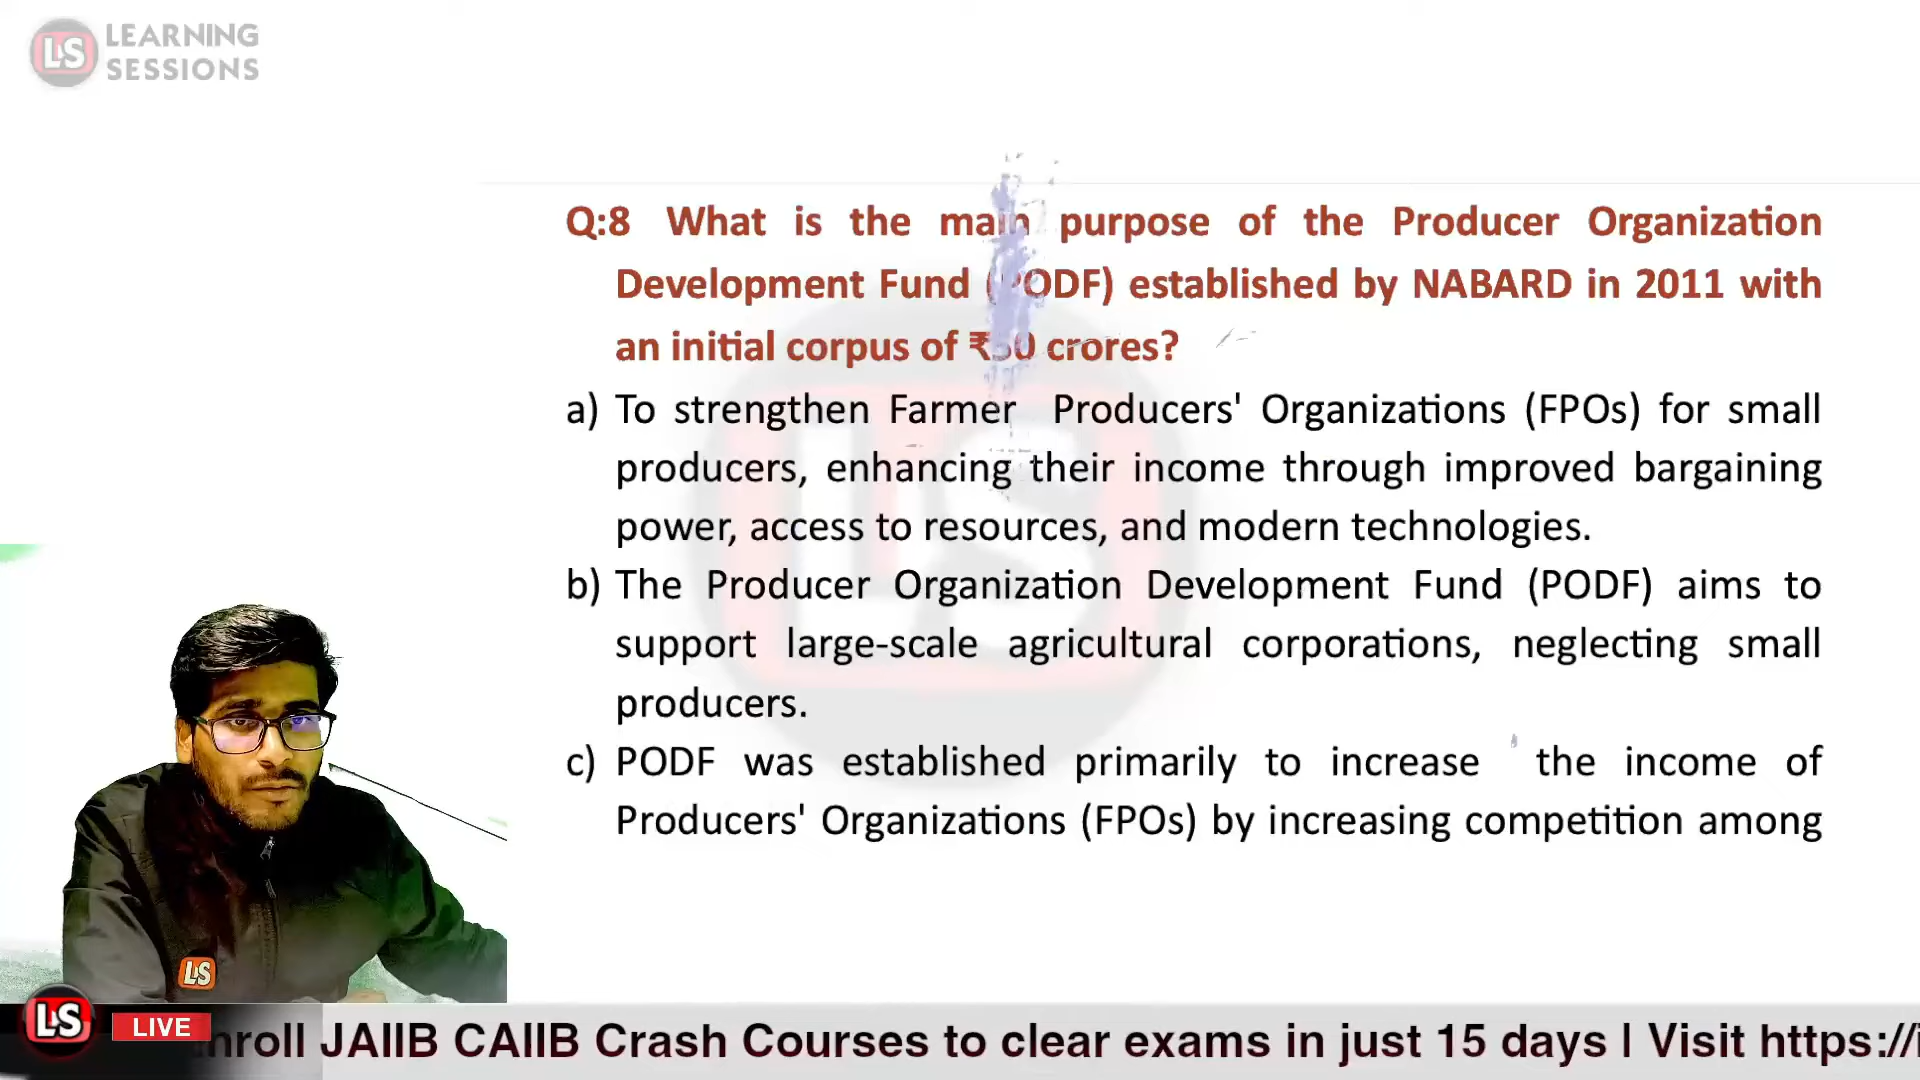 LS LEARNING
SESSIONS
Q:8 What is the main purpose of the Producer Organization
Development Fund (PODF) established by NABARD in 2011 with
an initial corpus of ₹50 crores?
a) To strengthen Farmer Producers' Organizations (FPOs) for small
producers, enhancing their income through improved bargaining
power, access to resources, and modern technologies.
b) The Producer Organization Development Fund (PODF) aims to
support large-scale agricultural corporations, neglecting small
producers.
c) PODF was established primarily to increase the income of
Producers' Organizations (FPOs) by increasing competition among
LS
LS LIVE nroll JAIIB CAIIB Crash Courses to clear exams in just 15 days I Visit https://i